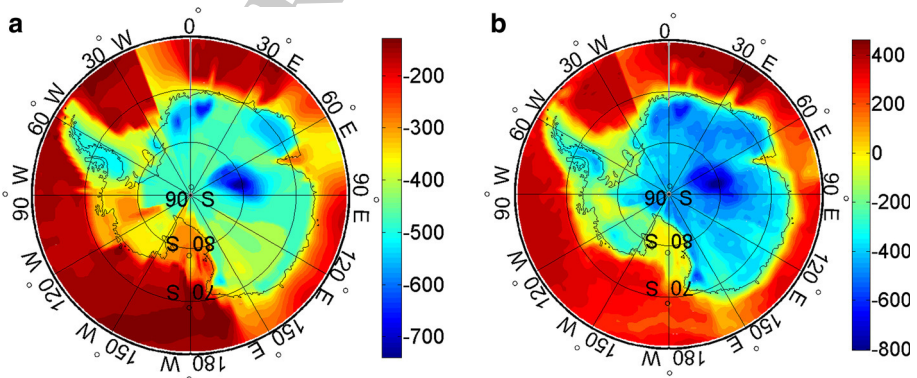 a
0
30 E
60 E
90 E
120 E
150 E
180 W
150 W
120 W
90 W
60 W
30 W
90 S
80 S
70 S
-200
-300
-400
-500
-600
-700
b
0
30 E
60 E
90 E
120 E
150 E
180 W
150 W
120 W
90 W
60 W
30 W
90 S
80 S
70 S
400
200
0
-200
-400
-600
-800